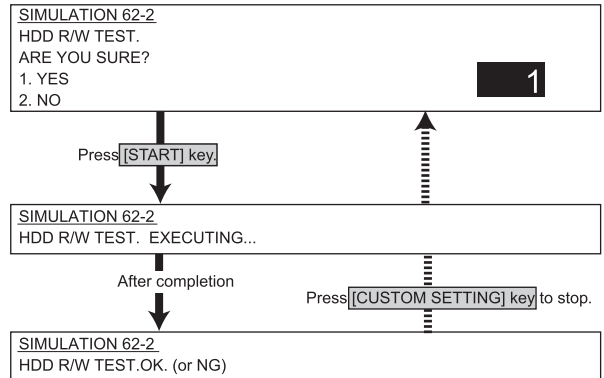 SIMULATION 62-2
HDD R/W TEST.
ARE YOU SURE?
1. YES
2. NO
1
Press [START] key.
SIMULATION 62-2
HDD R/W TEST. EXECUTING...
After completion
Press [CUSTOM SETTING] key to stop.
SIMULATION 62-2
HDD R/W TEST.OK. (or NG)